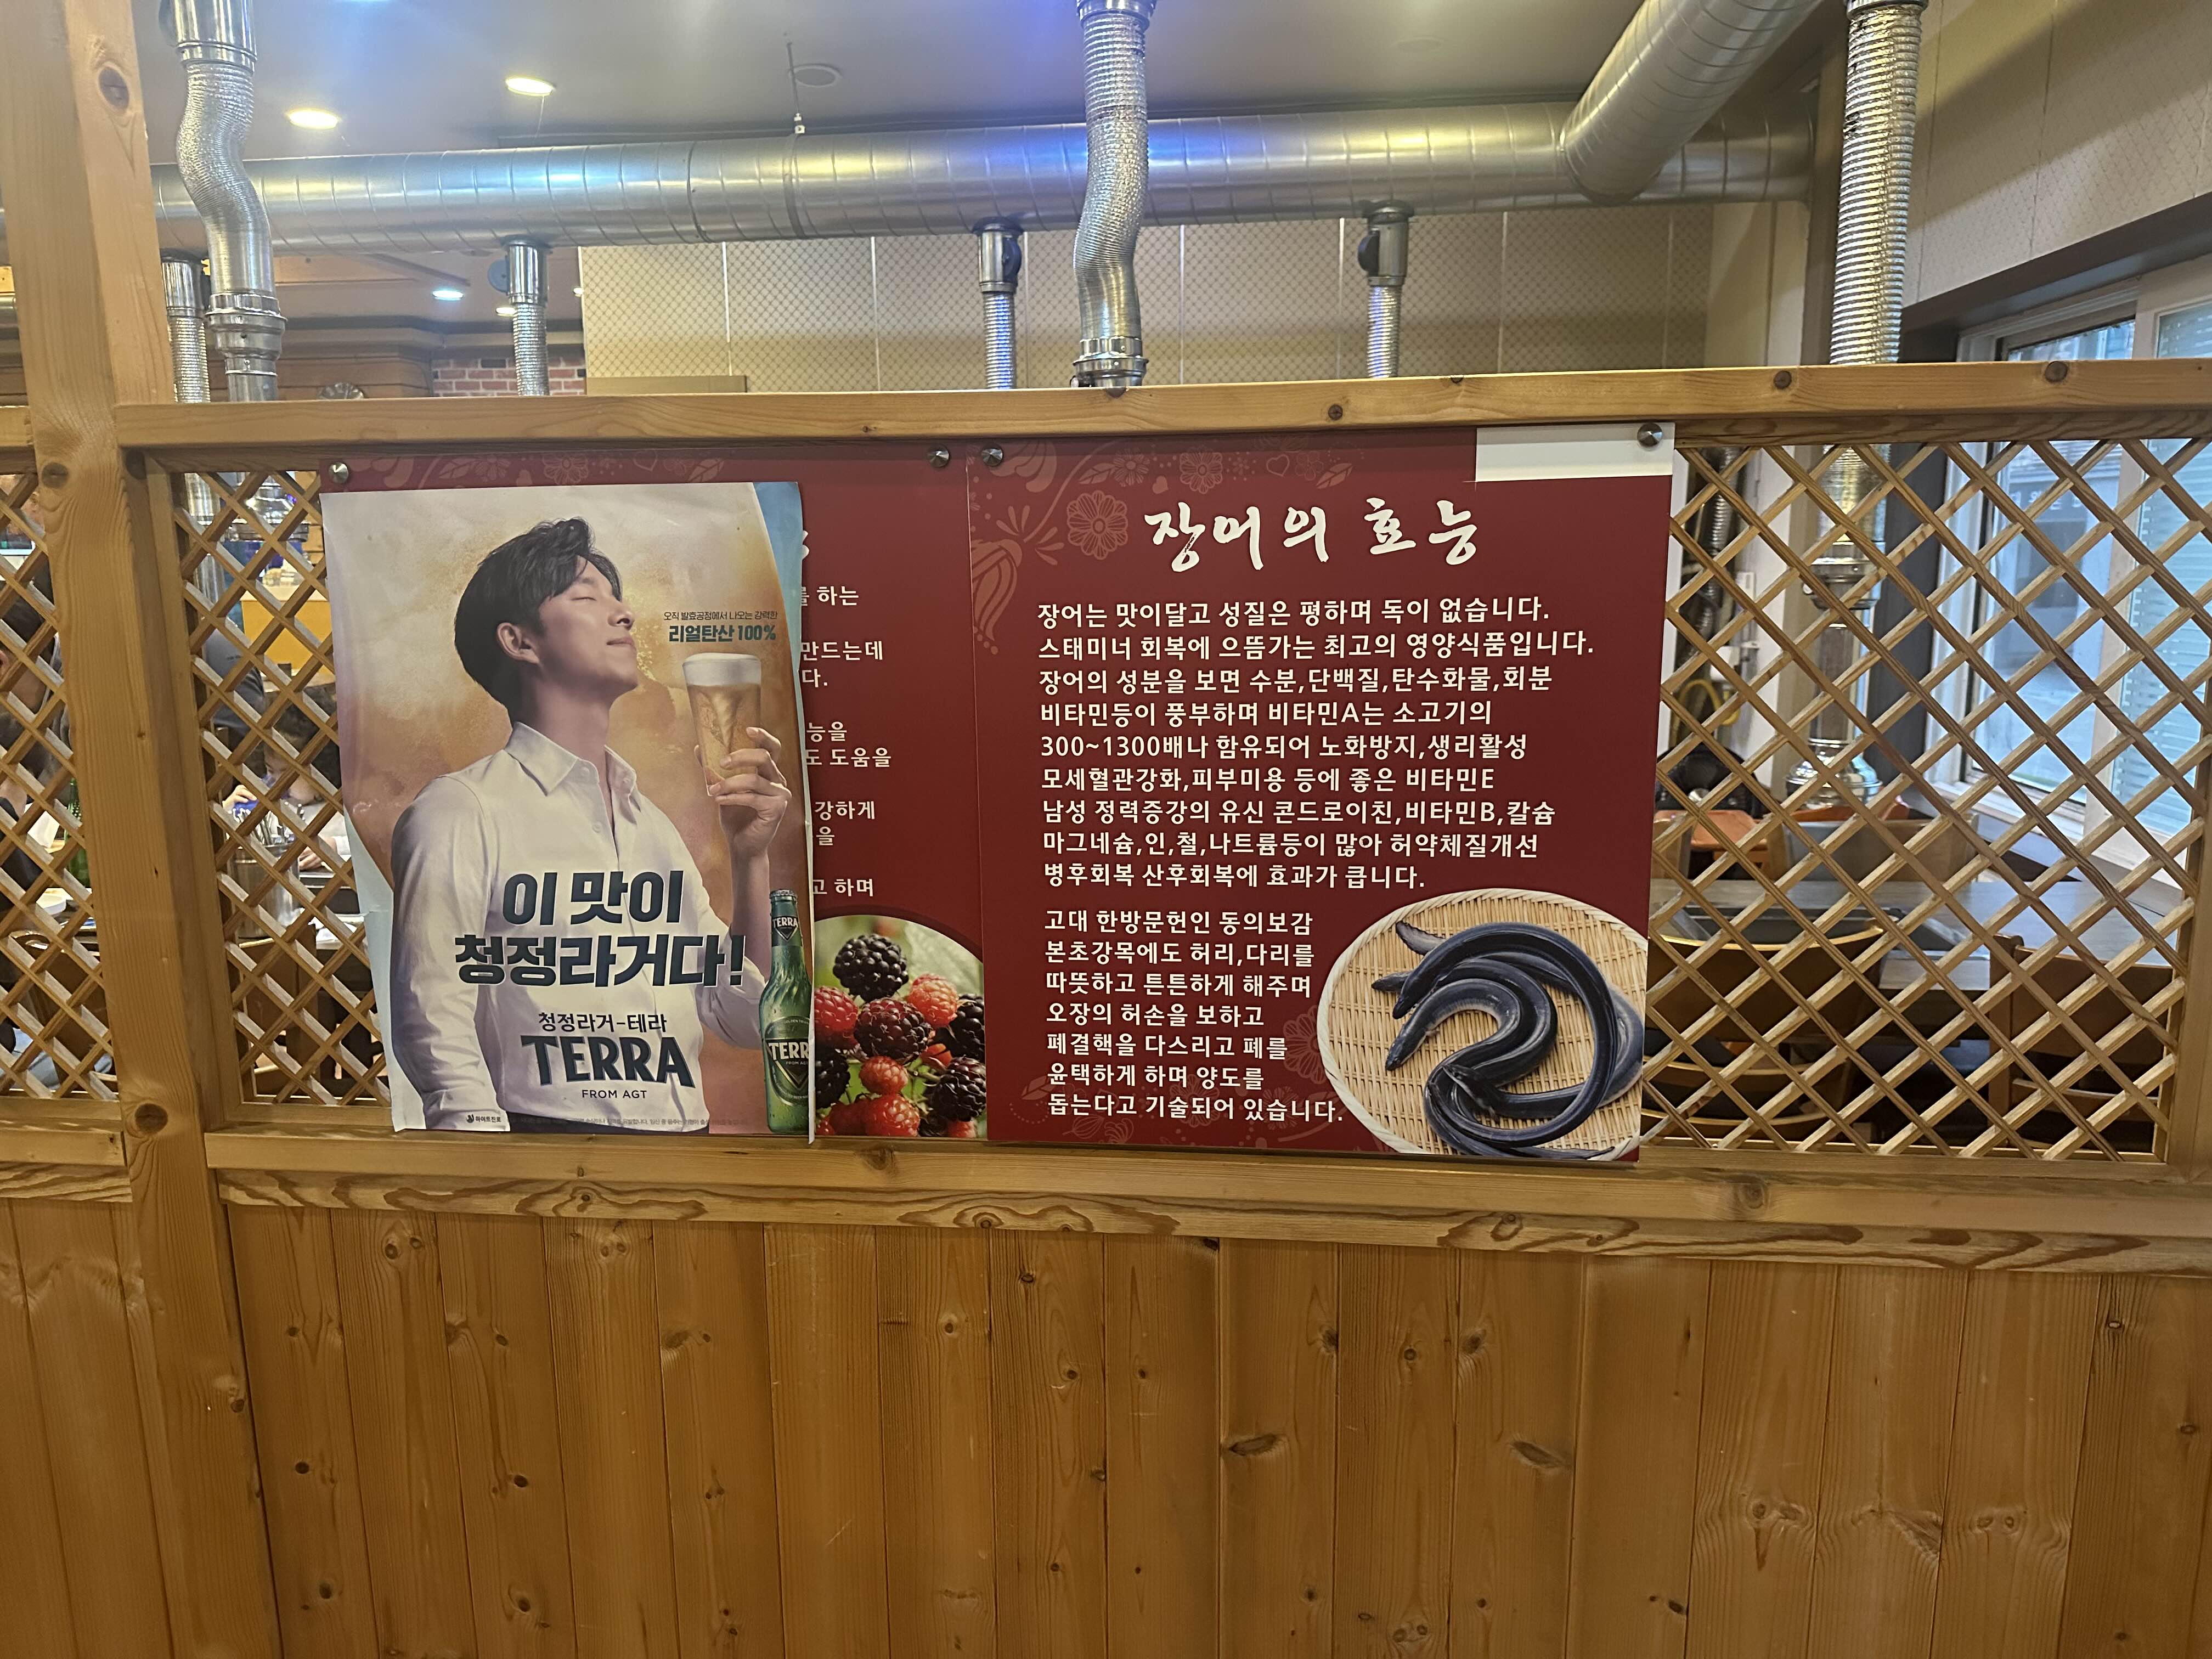 오직 발효공정에서 나오는 강력한
리얼탄산 100%
이 맛이
청정라거다!
청정라거-테라
TERRA
FROM AGT
하이트진로
TERRA
TERR
하는
만드는데
다.
능을
도 도움을
강하게
을
고 하며
장어의 효능
장어는 맛이달고 성질은 평하며 독이 없습니다.
스태미너 회복에 으뜸가는 최고의 영양식품입니다.
장어의 성분을 보면 수분,단백질,탄수화물,회분
비타민등이 풍부하며 비타민A는 소고기의
300~1300배나 함유되어 노화방지,생리활성
모세혈관강화,피부미용 등에 좋은 비타민E
남성 정력증강의 유신 콘드로이친,비타민B,칼슘
마그네슘,인,철,나트륨등이 많아 허약체질개선
병후회복 산후회복에 효과가 큽니다.
고대 한방문헌인 동의보감
본초강목에도 허리,다리를
따뜻하고 튼튼하게 해주며
오장의 허손을 보하고
폐결핵을 다스리고 폐를
윤택하게 하며 양도를
돕는다고 기술되어 있습니다.